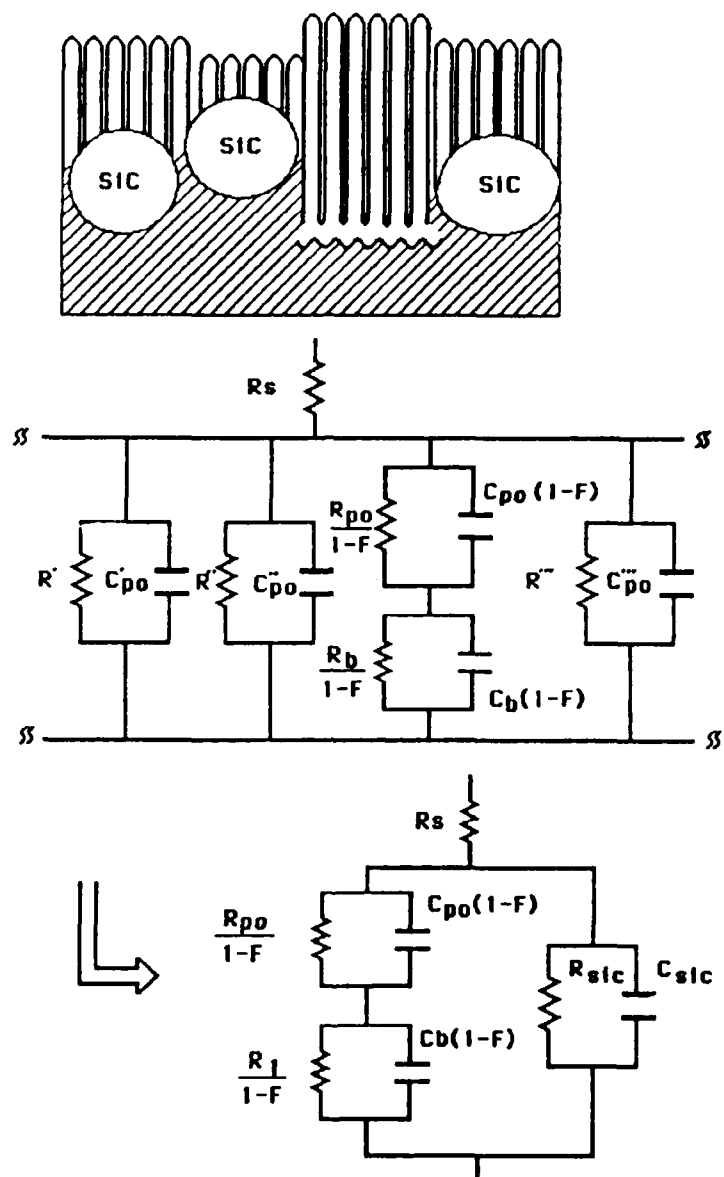 SiC
SiC
SiC
Rs
R' C'po R'' C''po Rpo/1-F Cpo(1-F) R''' C'''po
Rb/1-F Cb(1-F)
Rs
Rpo/1-F Cpo(1-F) Rsic Csic
R1/1-F Cb(1-F)